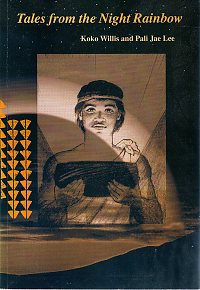 Tales from the Night Rainbow
Koko Willis and Pali Jae Lee